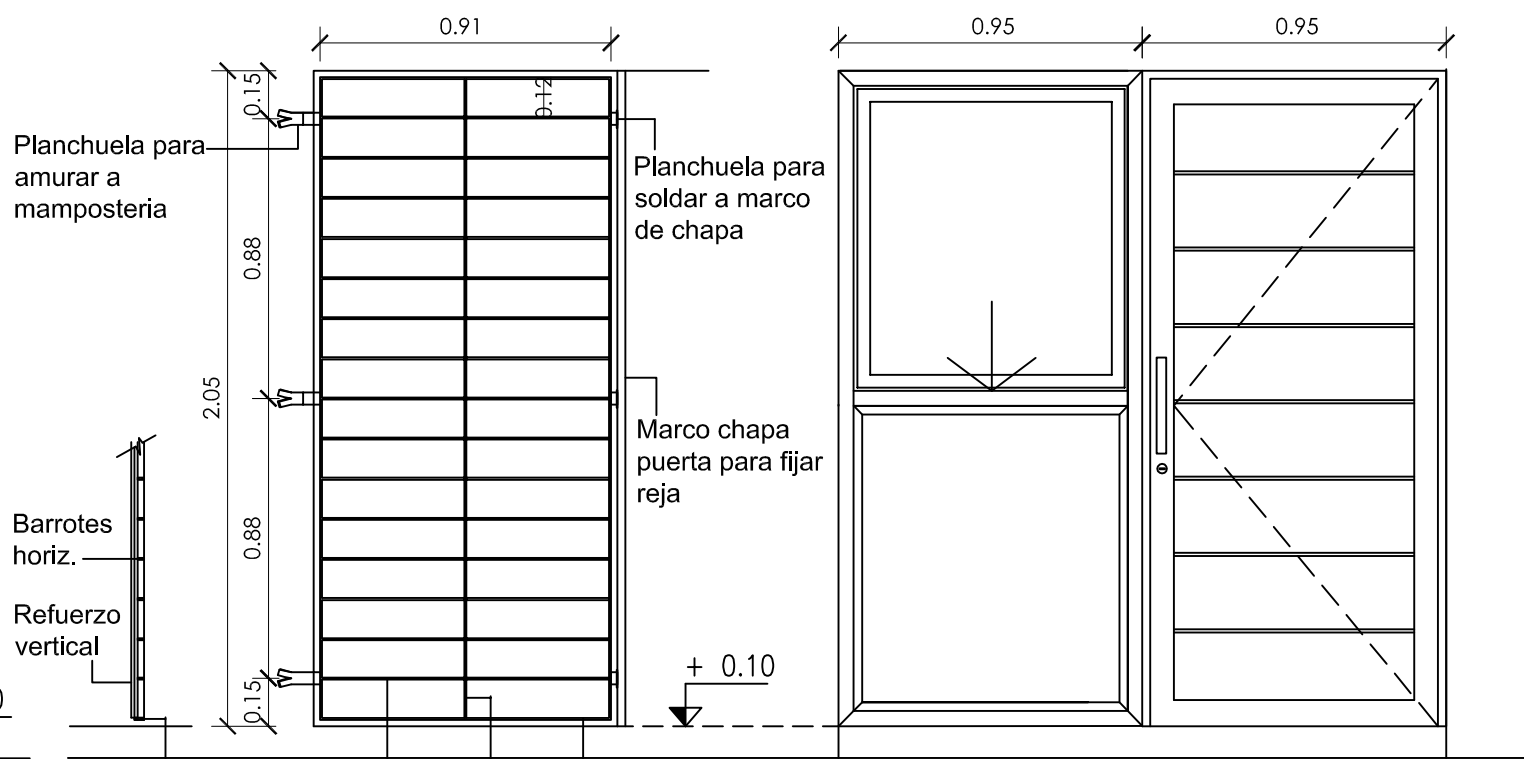 0.91
0.95
0.95
0.15
0.12
Planchuela para
amurar a
mamposteria
Planchuela para
soldar a marco
de chapa
0.88
2.05
Marco chapa
puerta para fijar
reja
Barrotes
horiz.
0.88
Refuerzo
vertical
0.15
+ 0.10
0